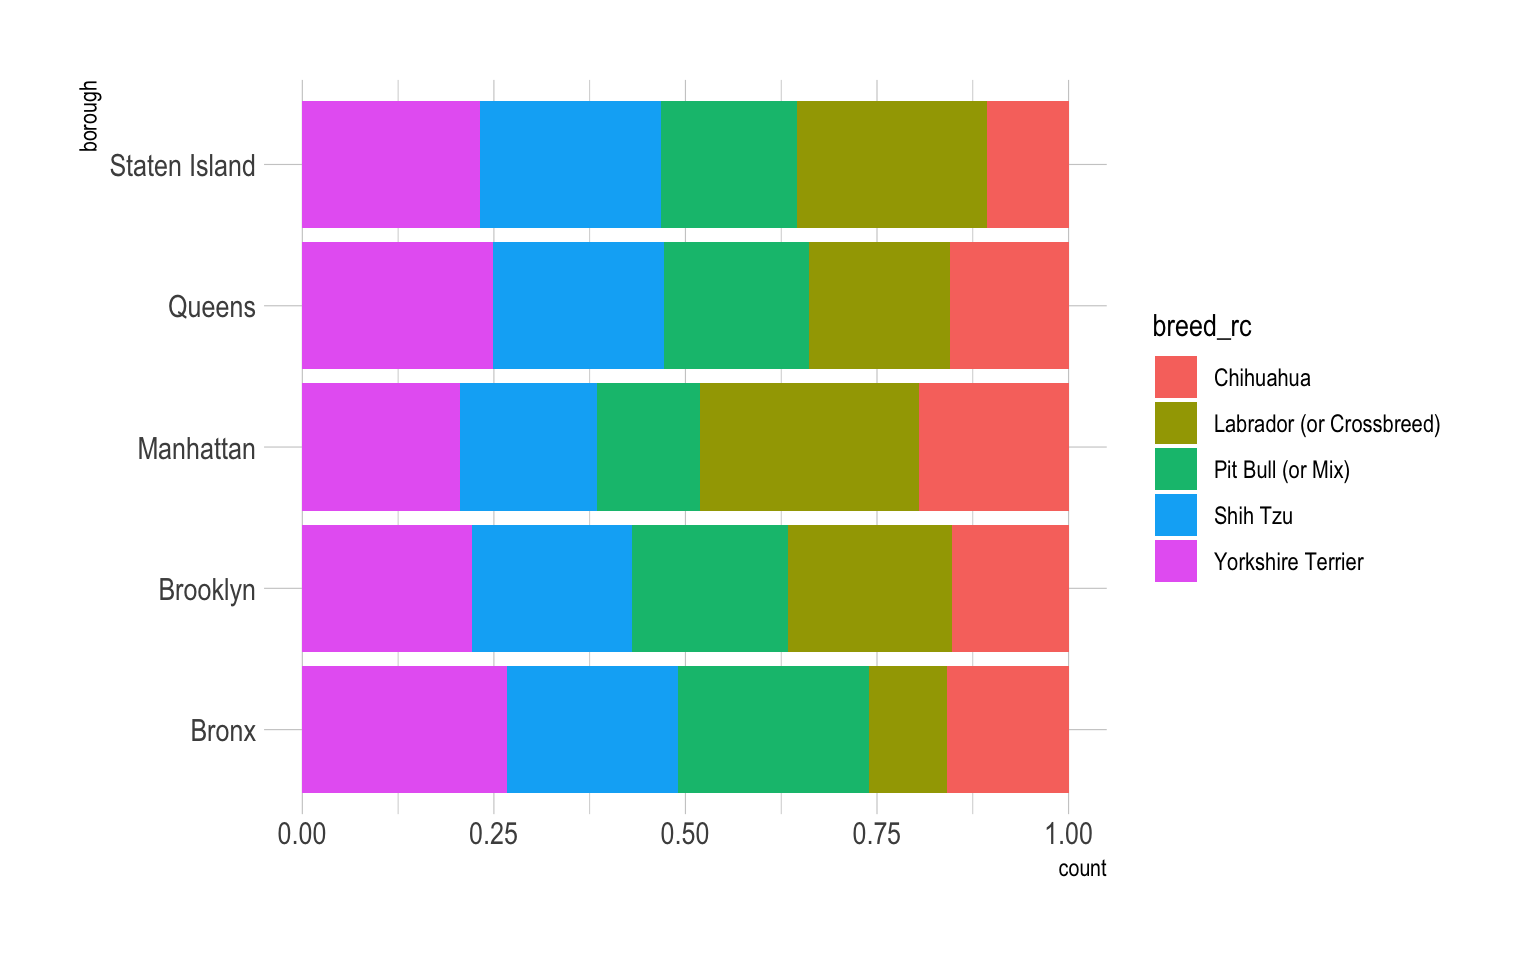 borough
Staten Island
Queens
Manhattan
Brooklyn
Bronx
0.00 0.25 0.50 0.75 1.00
count
breed_rc
Chihuahua
Labrador (or Crossbreed)
Pit Bull (or Mix)
Shih Tzu
Yorkshire Terrier